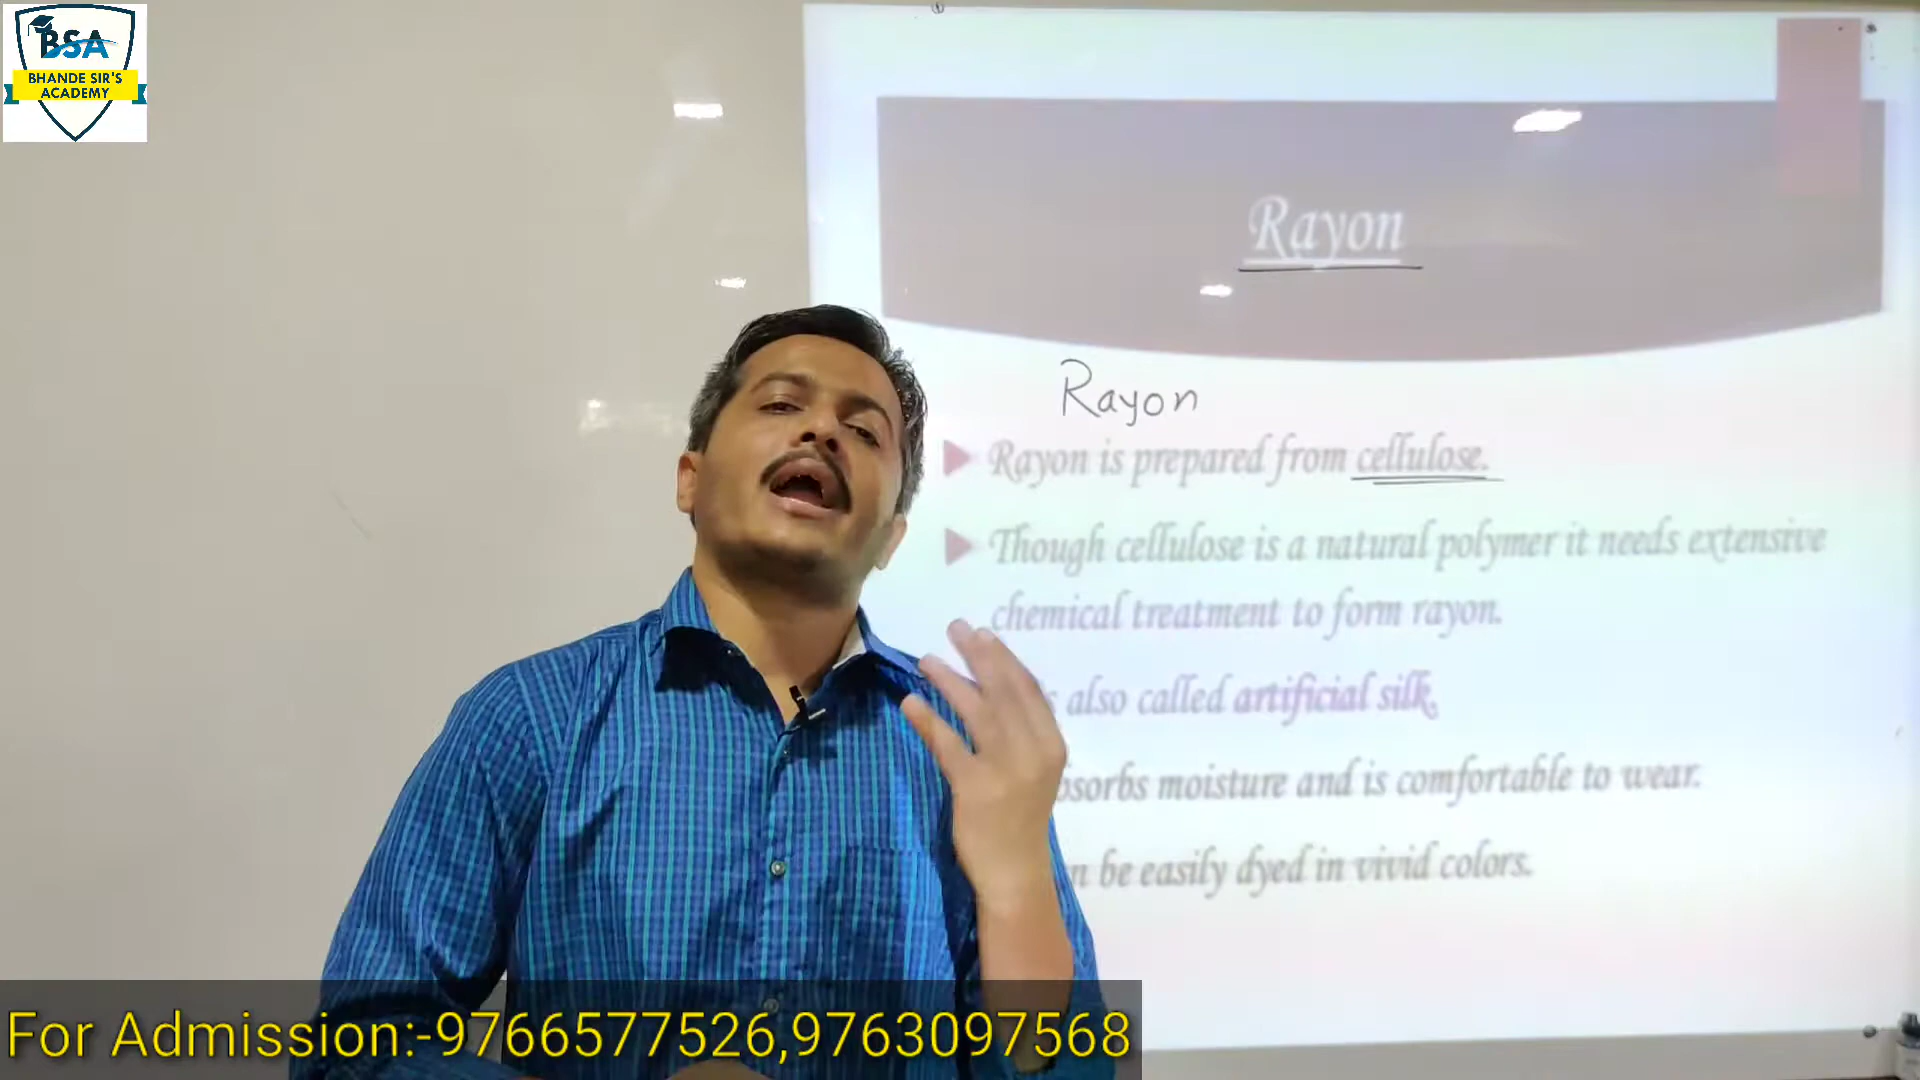 BSA
BHANDE SIR'S
ACADEMY
Rayon
Rayon
Rayon is prepared from cellulose.
Though cellulose is a natural polymer it needs extensive
chemical treatment to form rayon.
also called artificial silk.
moisture and is comfortable to wear.
be easily dyed in vivid colors.
For Admission:-9766577526,9763097568